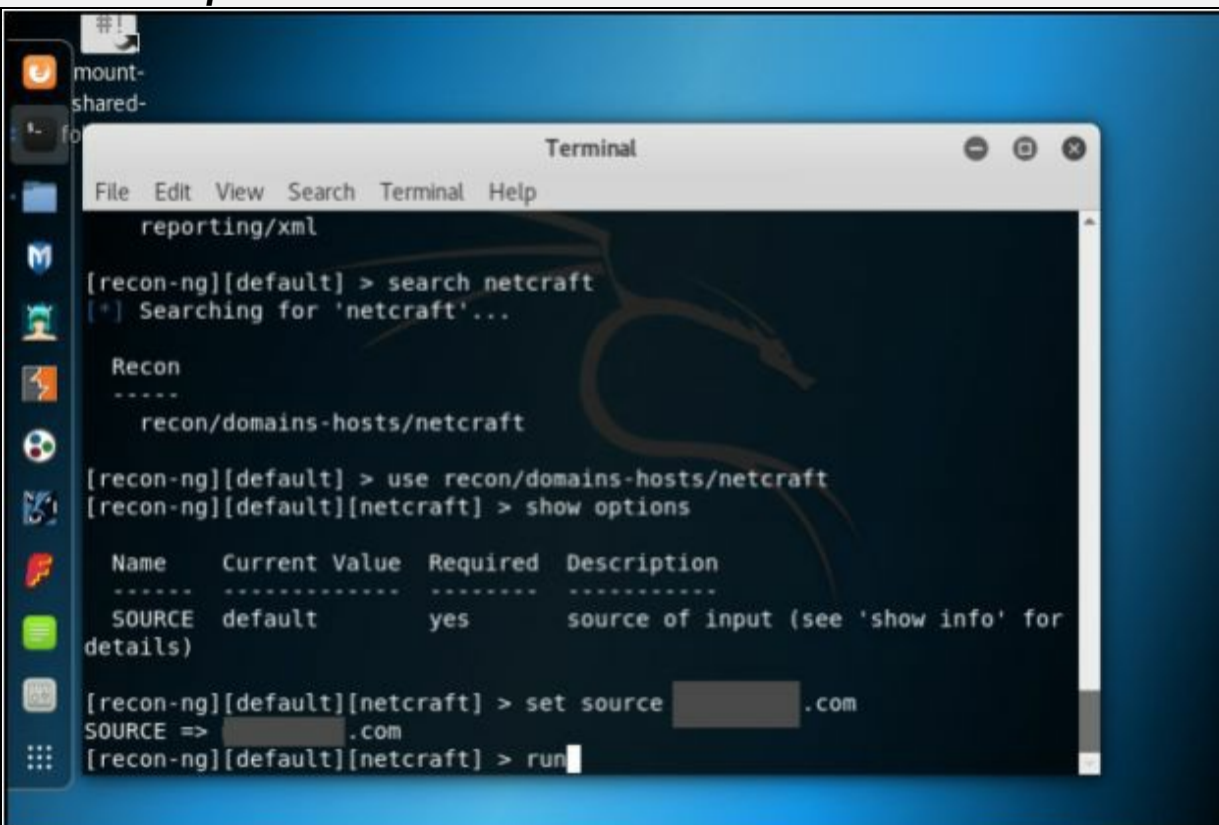 #!
mount-
shared-
fo
Terminal
File Edit View Search Terminal Help
reporting/xml
[recon-ng][default] > search netcraft
[*] Searching for 'netcraft'...
Recon
-----
recon/domains-hosts/netcraft
[recon-ng][default] > use recon/domains-hosts/netcraft
[recon-ng][default][netcraft] > show options
Name Current Value Required Description
------ ------------- -------- -----------
SOURCE default yes source of input (see 'show info' for
details)
[recon-ng][default][netcraft] > set source .com
SOURCE => .com
[recon-ng][default][netcraft] > run